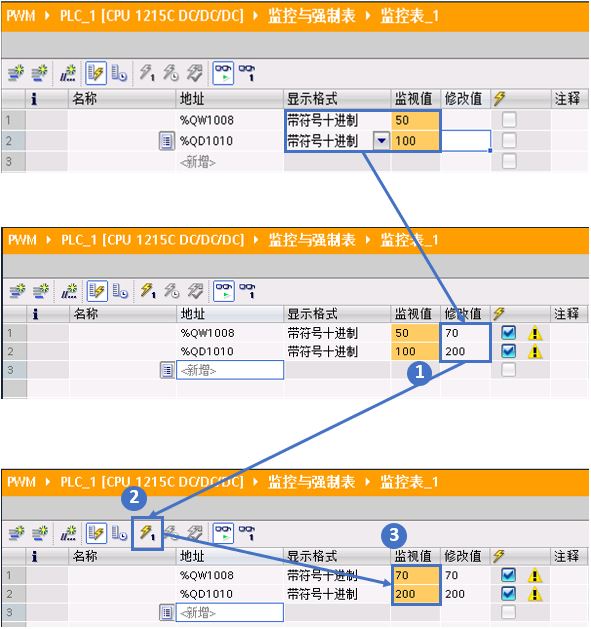 PWM ▸ PLC_1 [CPU 1215C DC/DC/DC] ▸ 监控与强制表 ▸ 监控表_1
i 名称 地址 显示格式 监视值 修改值 注释
1 %QW1008 带符号十进制 50
2 %QD1010 带符号十进制 100
3 <新增>
PWM ▸ PLC_1 [CPU 1215C DC/DC/DC] ▸ 监控与强制表 ▸ 监控表_1
i 名称 地址 显示格式 监视值 修改值 注释
1 %QW1008 带符号十进制 50 70
2 %QD1010 带符号十进制 100 200
3 <新增>
1
PWM ▸ PLC_1 [CPU 1215C DC/DC/DC] ▸ 监控与强制表 ▸ 监控表_1
2
3
i 名称 地址 显示格式 监视值 修改值 注释
1 %QW1008 带符号十进制 70 70
2 %QD1010 带符号十进制 200 200
3 <新增>